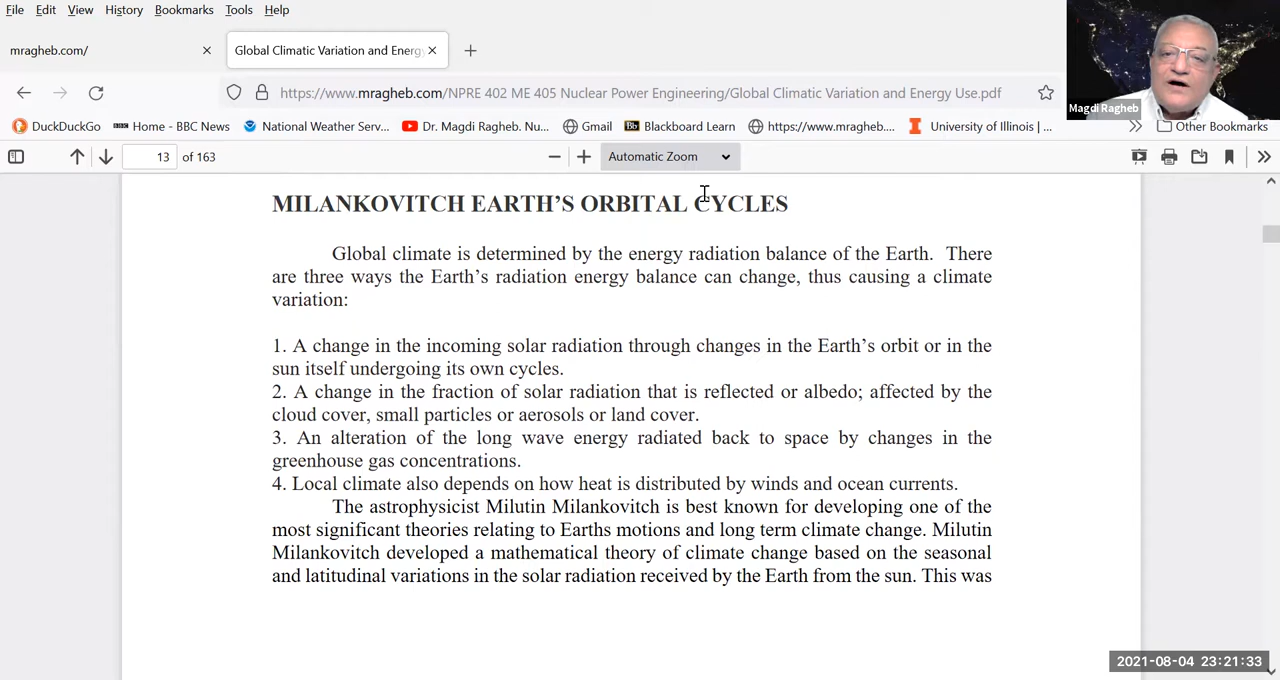 File Edit View History Bookmarks Tools Help
mragheb.com/ × Global Climatic Variation and Energy × +
https://www.mragheb.com/NPRE 402 ME 405 Nuclear Power Engineering/Global Climatic Variation and Energy Use.pdf
Magdi Ragheb
DuckDuckGo BBC Home - BBC News National Weather Serv... Dr. Magdi Ragheb. Nu... Gmail Bb Blackboard Learn https://www.mragheb.... University of Illinois |... Other Bookmarks
13 of 163 Automatic Zoom
MILANKOVITCH EARTH’S ORBITAL CYCLES
Global climate is determined by the energy radiation balance of the Earth. There
are three ways the Earth’s radiation energy balance can change, thus causing a climate
variation:
1. A change in the incoming solar radiation through changes in the Earth’s orbit or in the
sun itself undergoing its own cycles.
2. A change in the fraction of solar radiation that is reflected or albedo; affected by the
cloud cover, small particles or aerosols or land cover.
3. An alteration of the long wave energy radiated back to space by changes in the
greenhouse gas concentrations.
4. Local climate also depends on how heat is distributed by winds and ocean currents.
The astrophysicist Milutin Milankovitch is best known for developing one of the
most significant theories relating to Earths motions and long term climate change. Milutin
Milankovitch developed a mathematical theory of climate change based on the seasonal
and latitudinal variations in the solar radiation received by the Earth from the sun. This was
2021-08-04 23:21:33